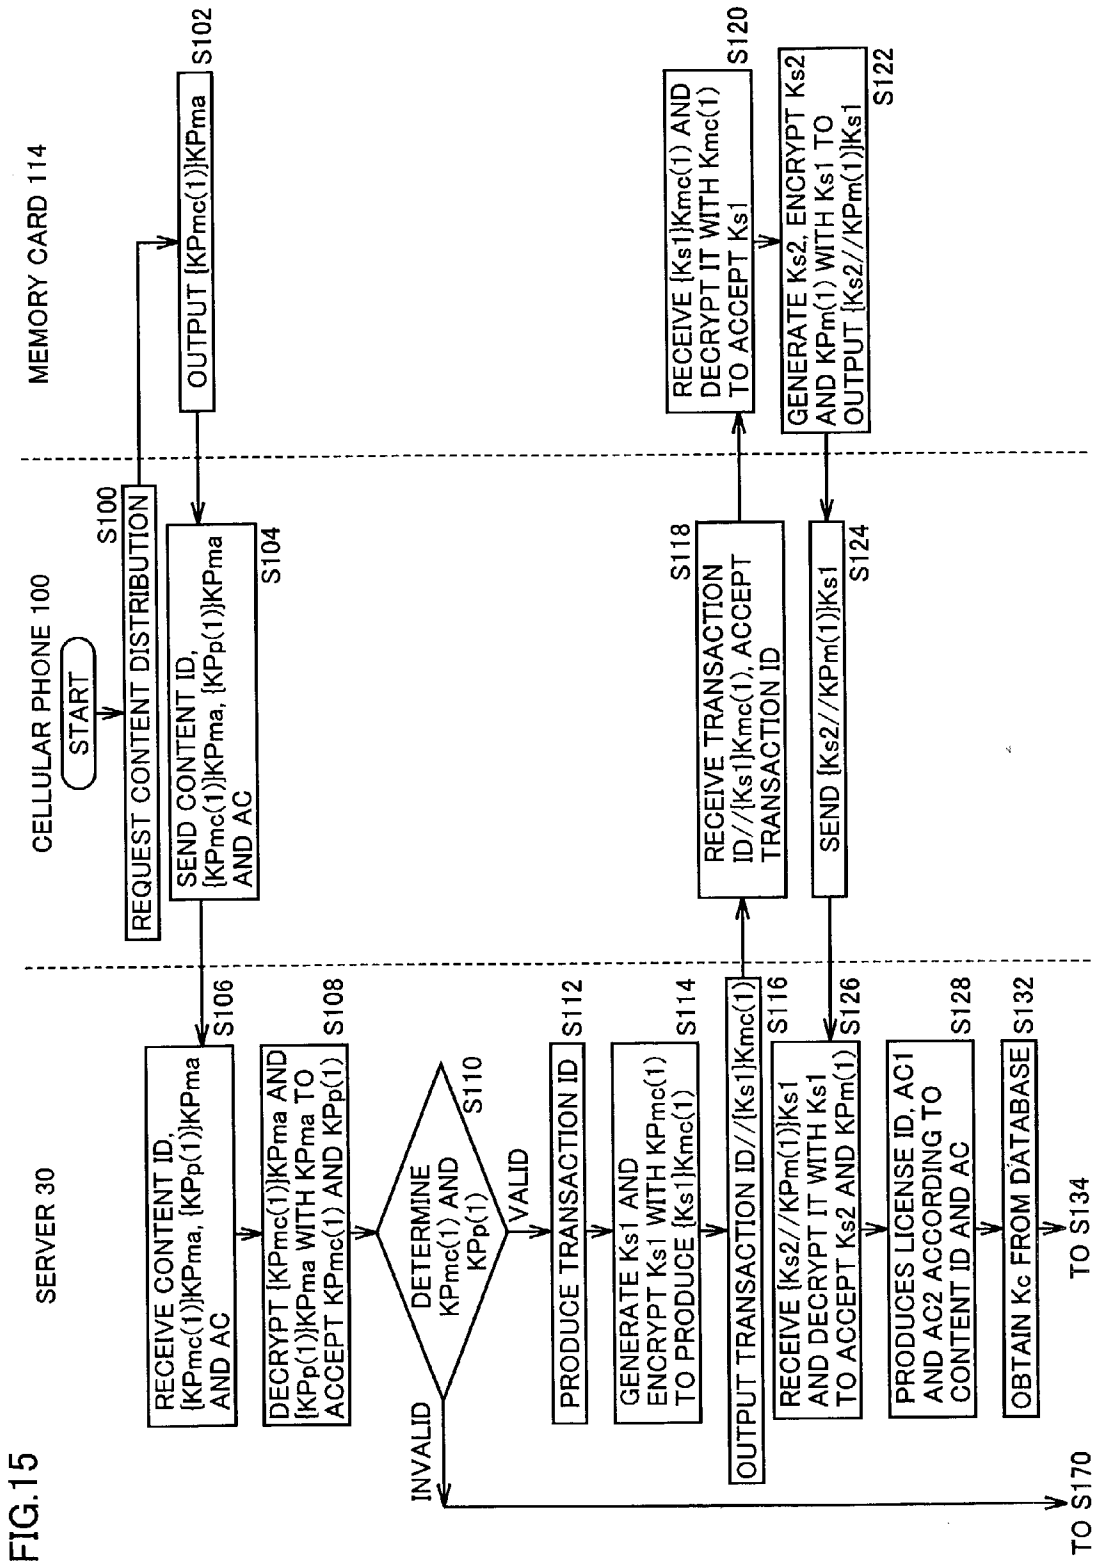 FIG.15
SERVER 30
CELLULAR PHONE 100
MEMORY CARD 114
START
S100
REQUEST CONTENT DISTRIBUTION
S102
OUTPUT {KPmc(1)}KPma
S104
SEND CONTENT ID,
{KPmc(1)}KPma, {KPp(1)}KPma
AND AC
S106
RECEIVE CONTENT ID,
{KPmc(1)}KPma, {KPp(1)}KPma
AND AC
S108
DECRYPT {KPmc(1)}KPma AND
{KPp(1)}KPma WITH KPma TO
ACCEPT KPmc(1) AND KPp(1)
S110
DETERMINE
KPmc(1) AND
KPp(1)
INVALID
VALID
S112
PRODUCE TRANSACTION ID
S114
GENERATE Ks1 AND
ENCRYPT Ks1 WITH KPmc(1)
TO PRODUCE {Ks1}Kmc(1)
OUTPUT TRANSACTION ID//{Ks1}Kmc(1)
S116
S118
RECEIVE TRANSACTION
ID//{Ks1}Kmc(1), ACCEPT
TRANSACTION ID
S120
RECEIVE {Ks1}Kmc(1) AND
DECRYPT IT WITH Kmc(1)
TO ACCEPT Ks1
GENERATE Ks2, ENCRYPT Ks2
AND KPm(1) WITH Ks1 TO
OUTPUT {Ks2//KPm(1)}Ks1
S122
SEND {Ks2//KPm(1)}Ks1
S124
RECEIVE {Ks2//KPm(1)}Ks1
AND DECRYPT IT WITH Ks1
TO ACCEPT Ks2 AND KPm(1)
S126
S128
PRODUCES LICENSE ID, AC1
AND AC2 ACCORDING TO
CONTENT ID AND AC
S132
OBTAIN Kc FROM DATABASE
TO S170
TO S134